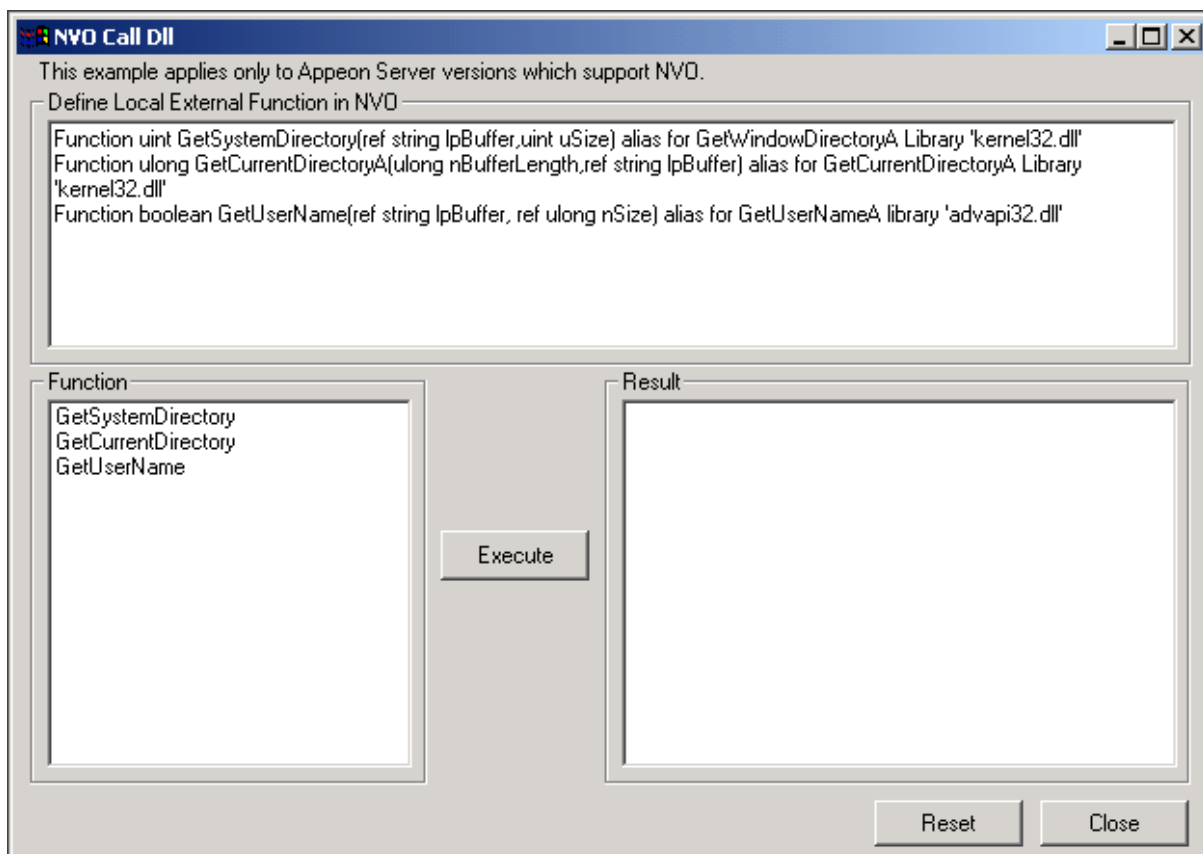 NVO Call Dll
This example applies only to Appeon Server versions which support NVO.
Define Local External Function in NVO
Function uint GetSystemDirectory(ref string lpBuffer,uint uSize) alias for GetWindowDirectoryA Library 'kernel32.dll'
Function ulong GetCurrentDirectoryA(ulong nBufferLength,ref string lpBuffer) alias for GetCurrentDirectoryA Library
'kernel32.dll'
Function boolean GetUserName(ref string lpBuffer, ref ulong nSize) alias for GetUserNameA library 'advapi32.dll'
Function
GetSystemDirectory
GetCurrentDirectory
GetUserName
Execute
Result
Reset
Close